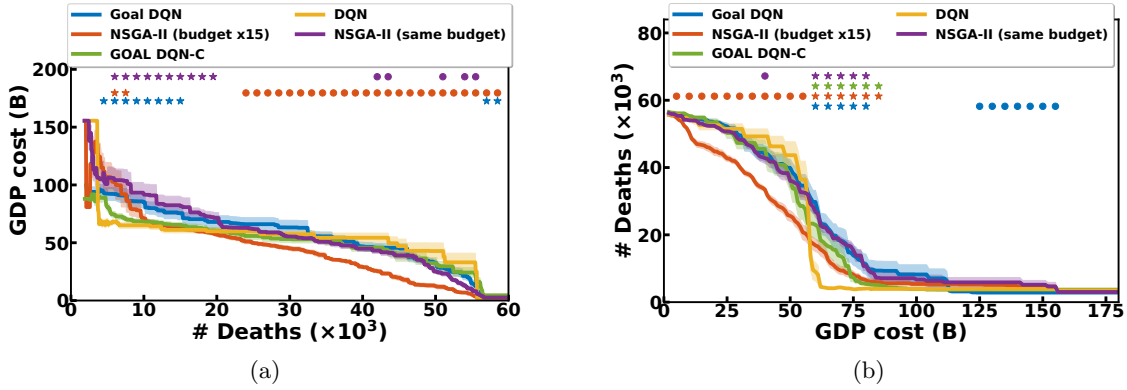 Goal DQN
DQN
NSGA-II (budget x15)
NSGA-II (same budget)
GOAL DQN-C
GDP cost (B)
200
150
100
50
0
0 10 20 30 40 50 60
# Deaths (×10³)
(a)
Goal DQN
DQN
NSGA-II (budget x15)
NSGA-II (same budget)
GOAL DQN-C
# Deaths (×10³)
80
60
40
20
0
0 25 50 75 100 125 150 175
GDP cost (B)
(b)